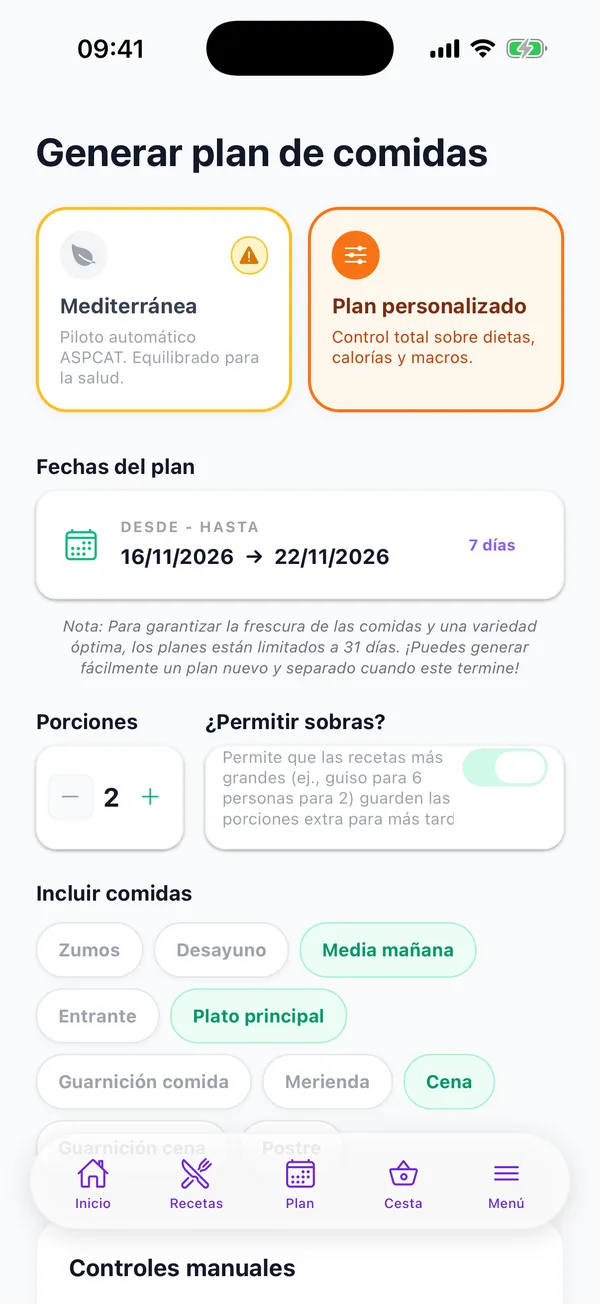 09:41
Generar plan de comidas
Mediterránea
Piloto automático
ASPCAT. Equilibrado para
la salud.
Plan personalizado
Control total sobre dietas,
calorías y macros.
Fechas del plan
DESDE - HASTA
16/11/2026 → 22/11/2026
7 días
Nota: Para garantizar la frescura de las comidas y una variedad
óptima, los planes están limitados a 31 días. ¡Puedes generar
fácilmente un plan nuevo y separado cuando este termine!
Porciones
¿Permitir sobras?
2
Permite que las recetas más
grandes (ej., guiso para 6
personas para 2) guarden las
porciones extra para más tard
Incluir comidas
Zumos
Desayuno
Media mañana
Entrante
Plato principal
Guarnición comida
Merienda
Cena
Guarnición cena
Postre
Inicio
Recetas
Plan
Cesta
Menú
Controles manuales